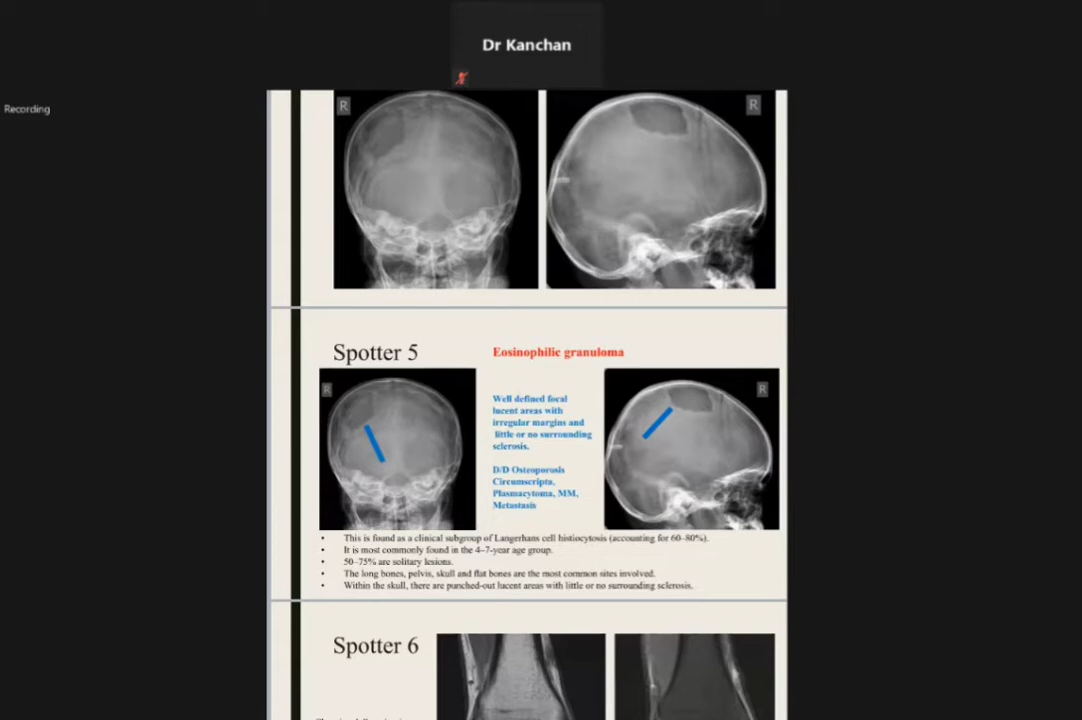 Dr Kanchan
Recording
R
R
Spotter 5
Eosinophilic granuloma
R
R
Well defined focal
lucent areas with
irregular margins and
little or no surrounding
sclerosis.
D/D Osteoporosis
Circumscripta,
Plasmacytoma, MM,
Metastasis
• This is found as a clinical subgroup of Langerhans cell histiocytosis (accounting for 60–80%).
• It is most commonly found in the 4–7-year age group.
• 50–75% are solitary lesions.
• The long bones, pelvis, skull and flat bones are the most common sites involved.
• Within the skull, there are punched-out lucent areas with little or no surrounding sclerosis.
Spotter 6